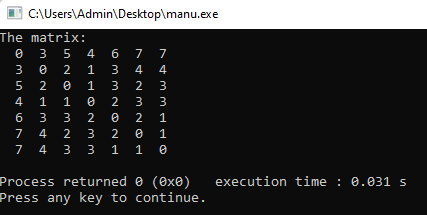 C:\Users\Admin\Desktop\manu.exe
The matrix:
0 3 5 4 6 7 7
3 0 2 1 3 4 4
5 2 0 1 3 2 3
4 1 1 0 2 3 3
6 3 3 2 0 2 1
7 4 2 3 2 0 1
7 4 3 3 1 1 0
Process returned 0 (0x0) execution time : 0.031 s
Press any key to continue.